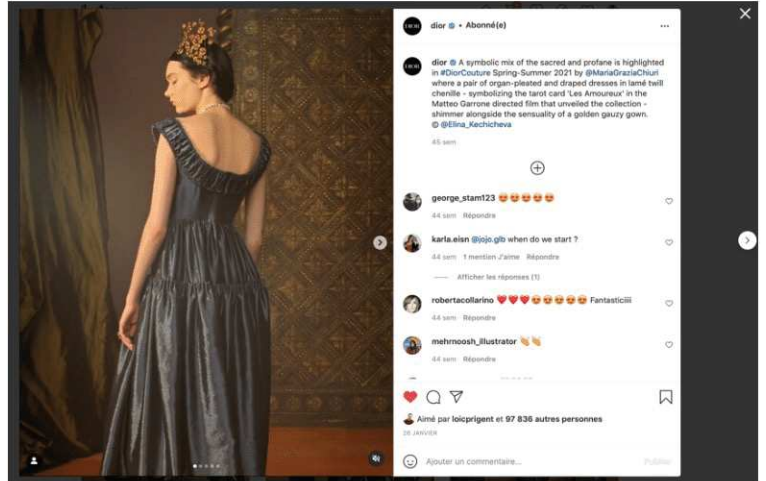 dior • Abonné(e)
dior A symbolic mix of the sacred and profane is highlighted
in #DiorCouture Spring-Summer 2021 by @MariaGraziaChiuri
where a pair of organ-pleated and draped dresses in lamé twill
chenille - symbolizing the tarot card 'Les Amoureux' in the
Matteo Garrone directed film that unveiled the collection -
shimmer alongside the sensuality of a golden gauzy gown.
© @Elina_Kechicheva
45 sem
george_stam123 😍😍😍😍😍
44 sem Répondre
karla.eisn @jojo.glb when do we start ?
44 sem 1 mention J'aime Répondre
Afficher les réponses (1)
robertacollarino ❤️❤️❤️😍😍😍😍😍 Fantasticiiii
44 sem Répondre
mehrnoosh_illustrator 👏👏
44 sem Répondre
Aimé par loicprigent et 97 836 autres personnes
28 JANVIER
Ajouter un commentaire...
Publier